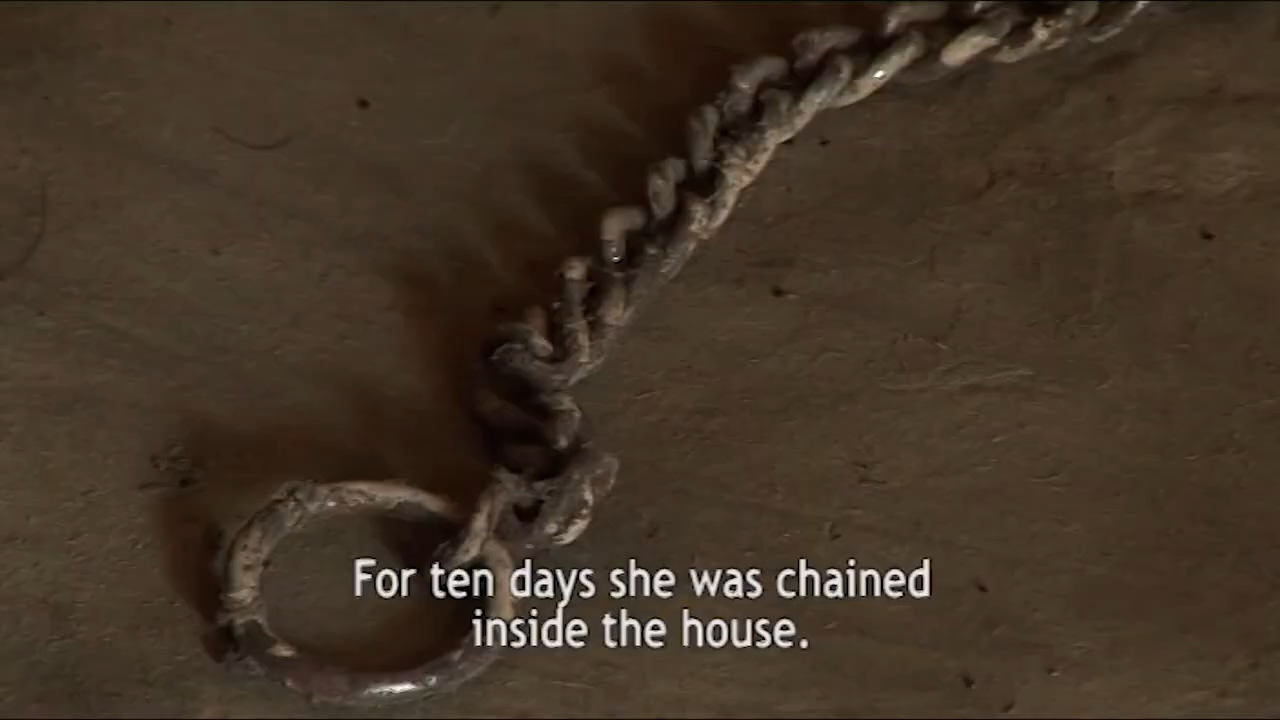 For ten days she was chained
inside the house.